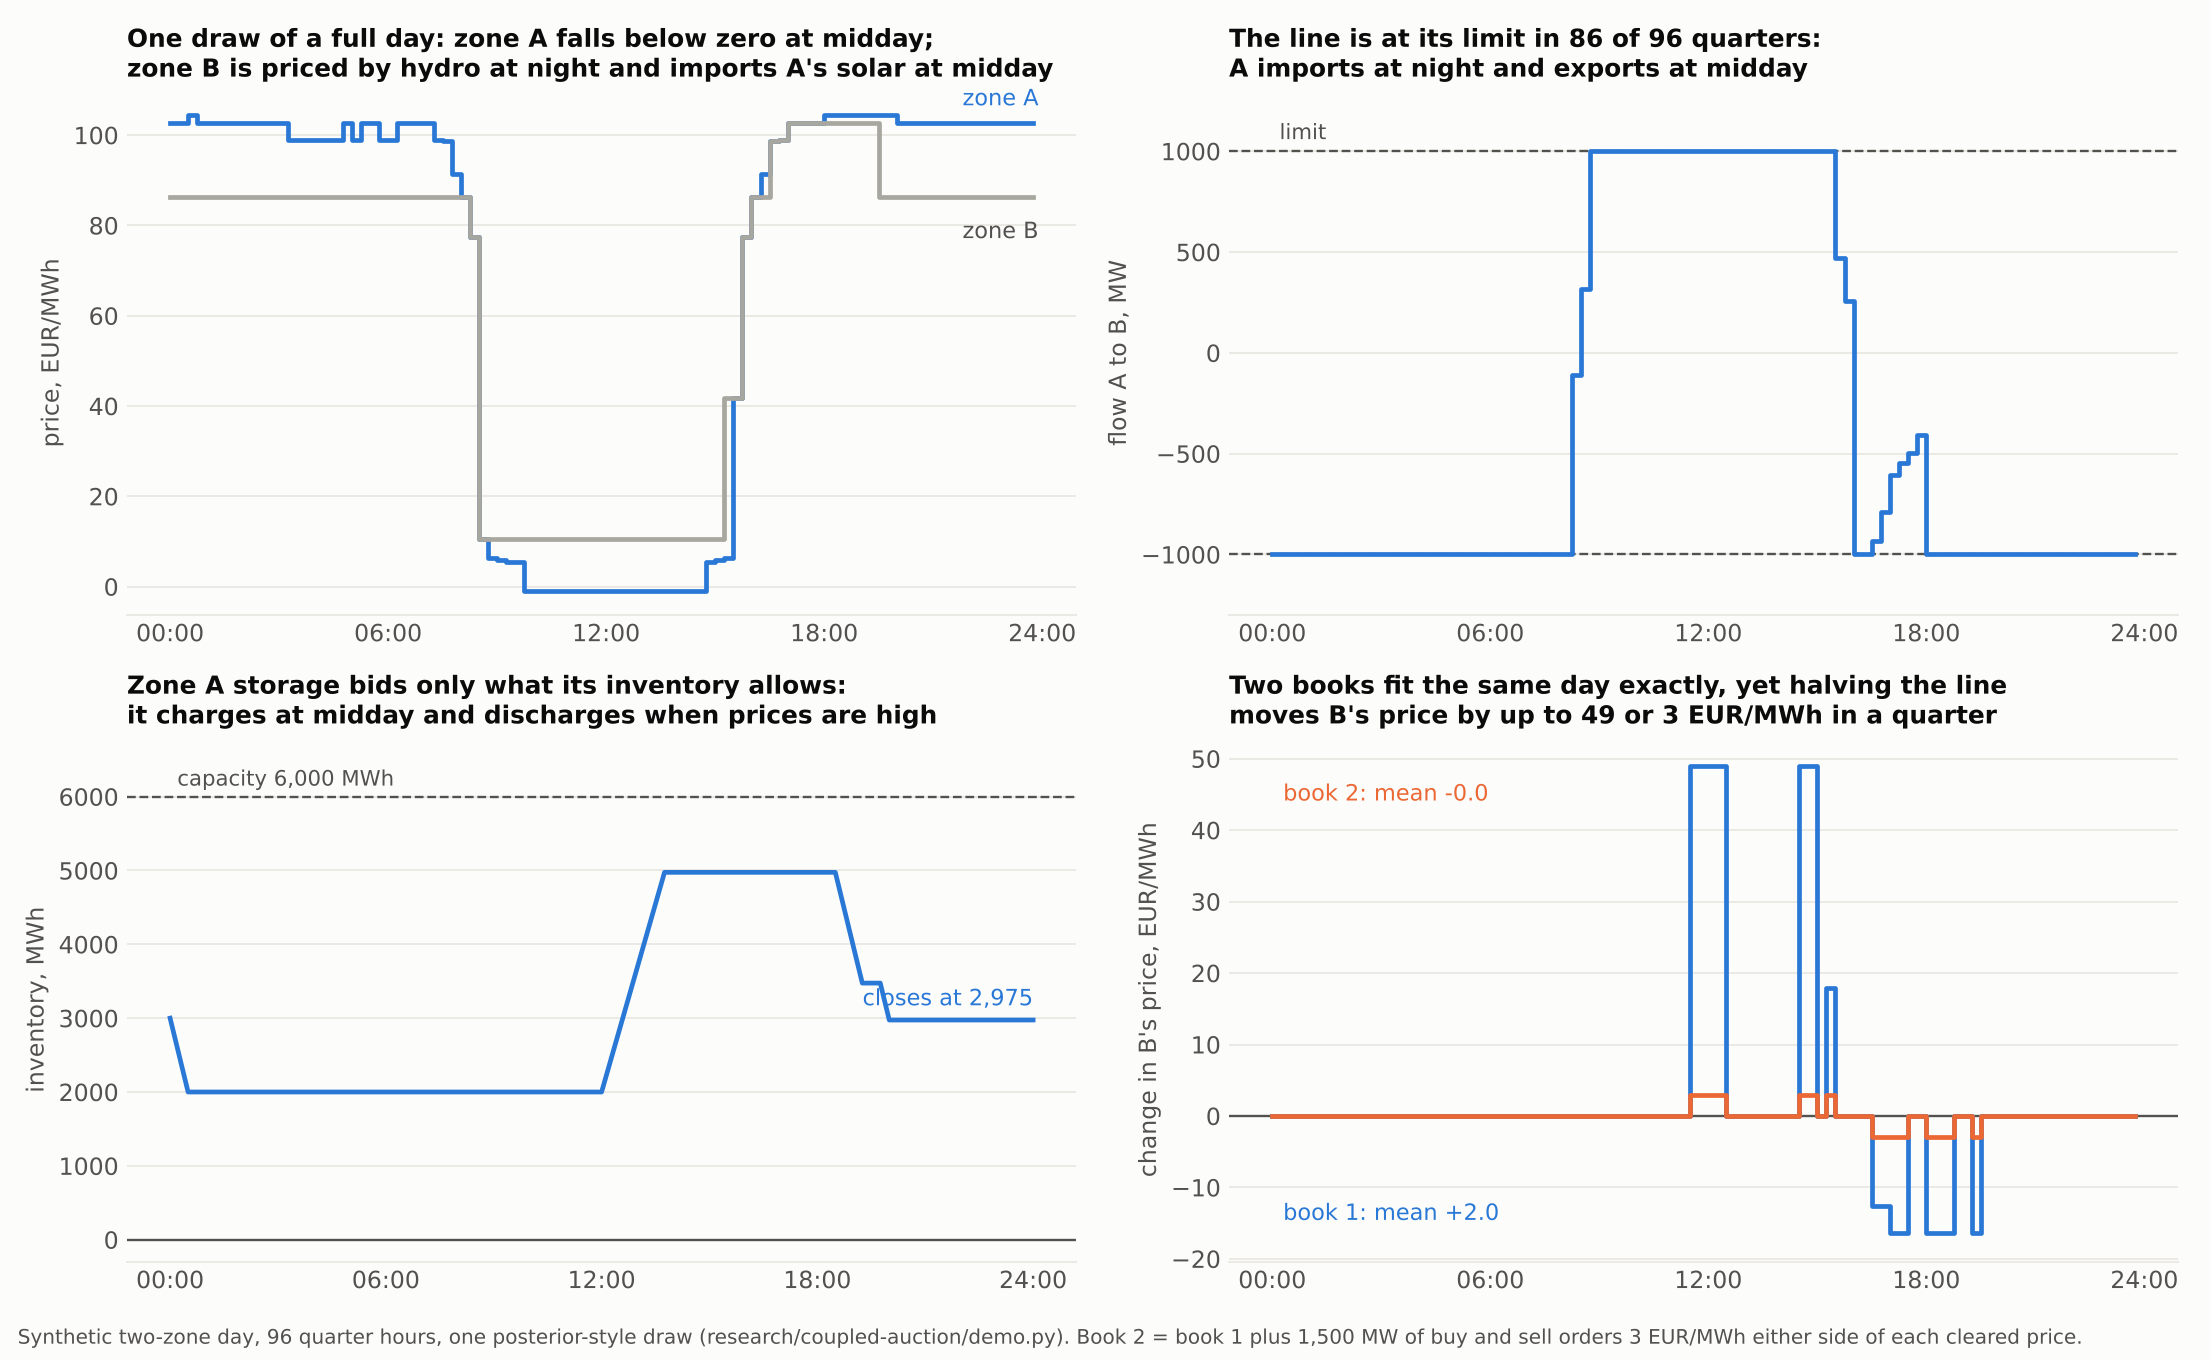 One draw of a full day: zone A falls below zero at midday;
zone B is priced by hydro at night and imports A's solar at midday
zone A
zone B
price, EUR/MWh
100
80
60
40
20
0
00:00
06:00
12:00
18:00
24:00
The line is at its limit in 86 of 96 quarters:
A imports at night and exports at midday
limit
flow A to B, MW
1000
500
0
−500
−1000
00:00
06:00
12:00
18:00
24:00
Zone A storage bids only what its inventory allows:
it charges at midday and discharges when prices are high
capacity 6,000 MWh
closes at 2,975
inventory, MWh
6000
5000
4000
3000
2000
1000
0
00:00
06:00
12:00
18:00
24:00
Two books fit the same day exactly, yet halving the line
moves B's price by up to 49 or 3 EUR/MWh in a quarter
book 2: mean -0.0
book 1: mean +2.0
change in B's price, EUR/MWh
50
40
30
20
10
0
−10
−20
00:00
06:00
12:00
18:00
24:00
Synthetic two-zone day, 96 quarter hours, one posterior-style draw (research/coupled-auction/demo.py). Book 2 = book 1 plus 1,500 MW of buy and sell orders 3 EUR/MWh either side of each cleared price.